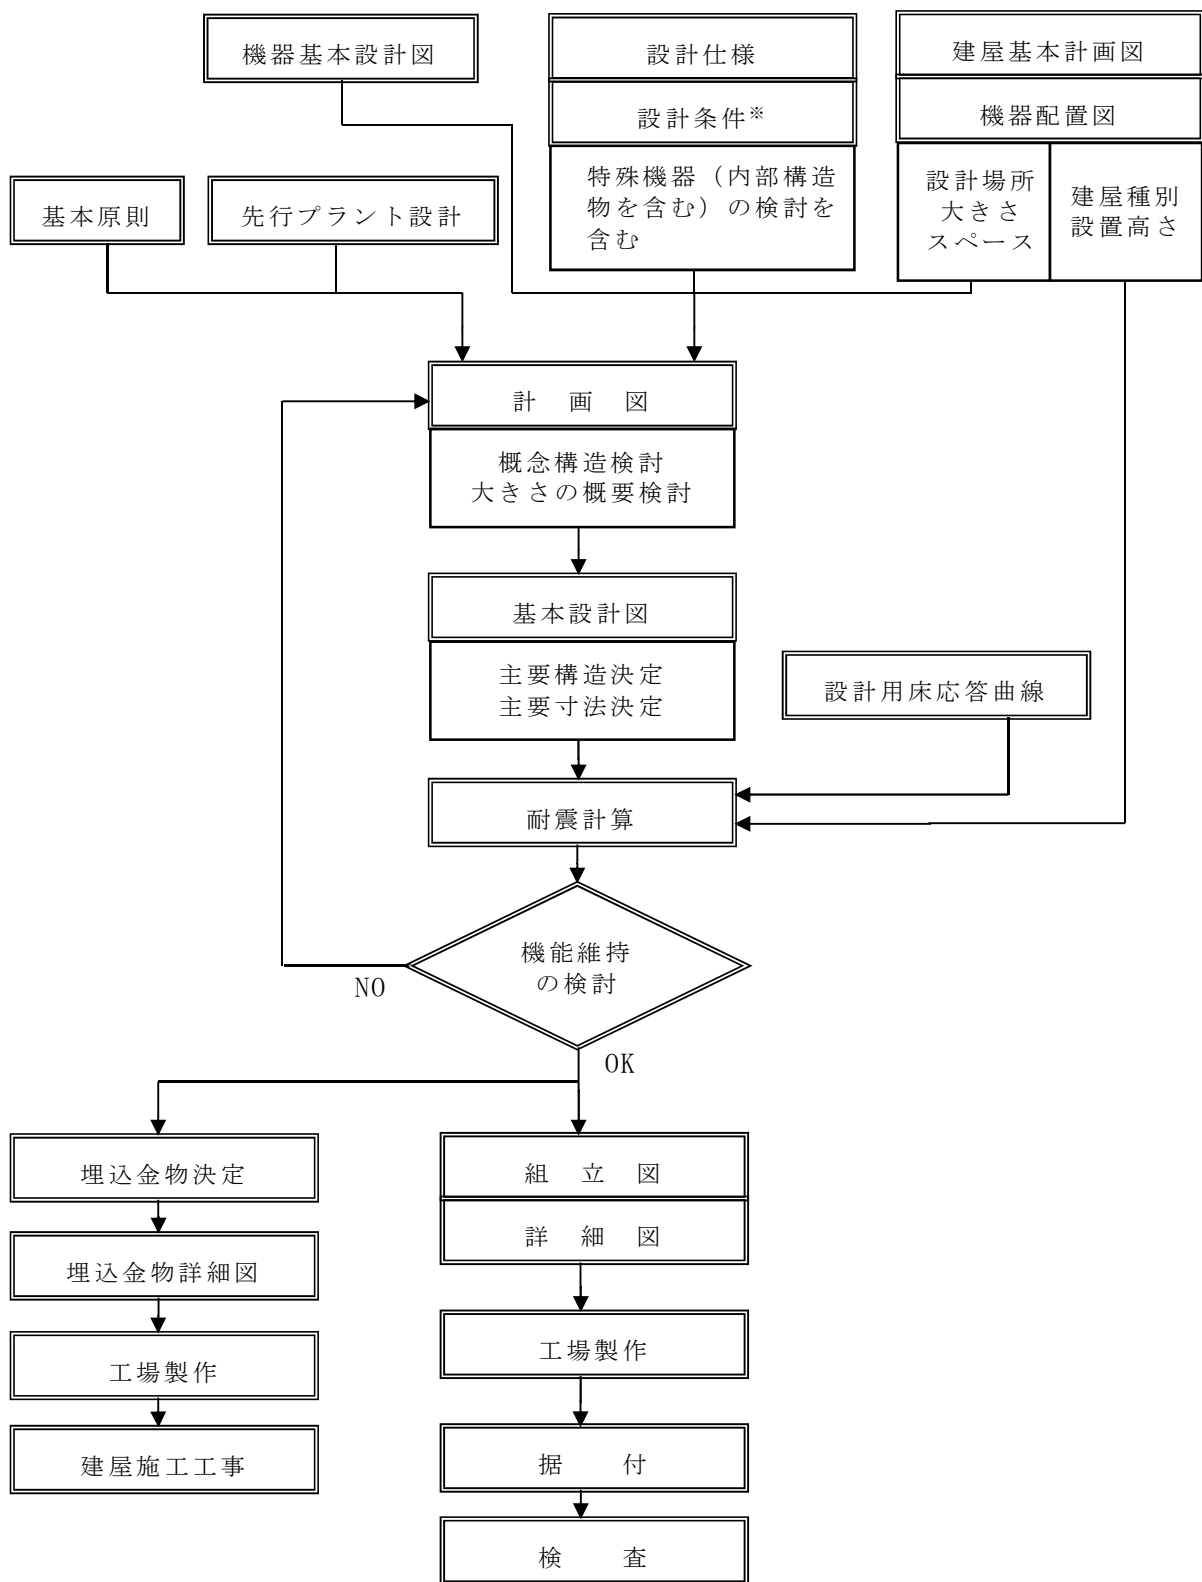 機器基本設計図
設計仕様
設計条件※
特殊機器（内部構造
物を含む）の検討を
含む
建屋基本計画図
機器配置図
設計場所
大きさ
スペース
建屋種別
設置高さ
基本原則
先行プラント設計
計　画　図
概念構造検討
大きさの概要検討
基本設計図
主要構造決定
主要寸法決定
設計用床応答曲線
耐震計算
機能維持
の検討
NO
OK
埋込金物決定
埋込金物詳細図
工場製作
建屋施工工事
組　立　図
詳　細　図
工場製作
据　　付
検　　査